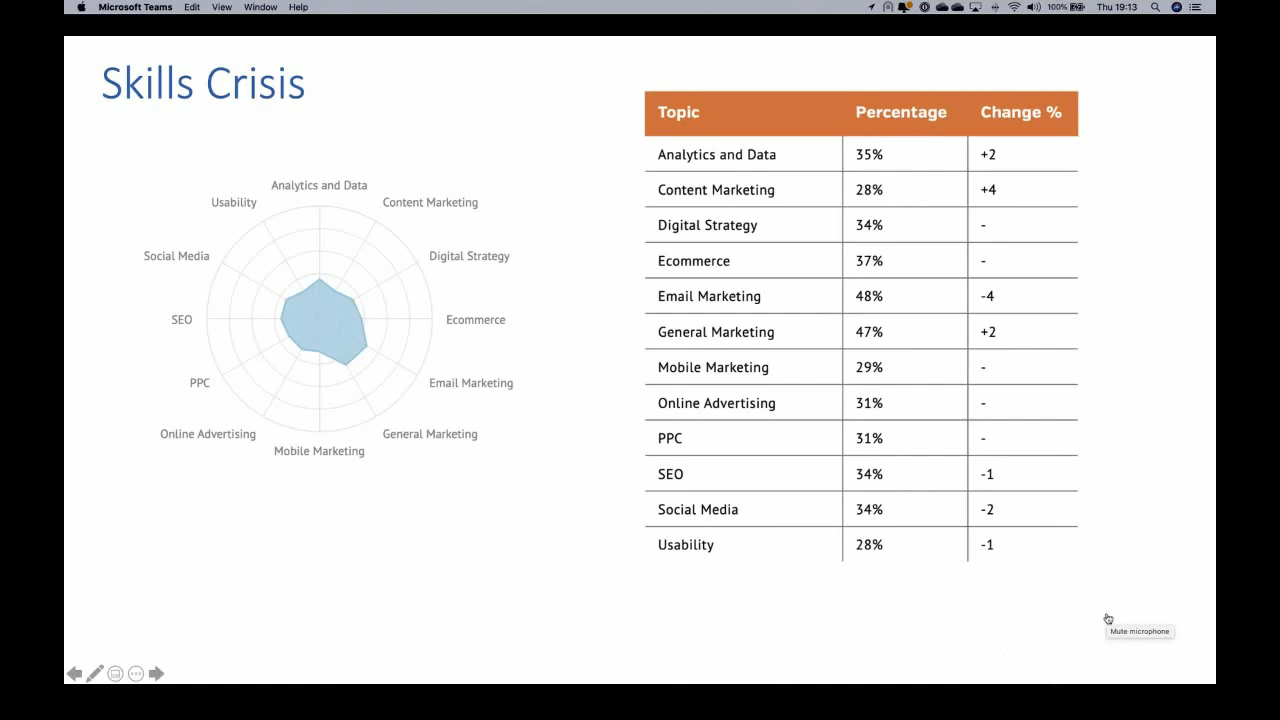 Microsoft Teams Edit View Window Help 100% Thu 19:13
Skills Crisis
Analytics and Data
Usability Content Marketing
Social Media Digital Strategy
SEO Ecommerce
PPC Email Marketing
Online Advertising General Marketing
Mobile Marketing
Topic Percentage Change %
Analytics and Data 35% +2
Content Marketing 28% +4
Digital Strategy 34% -
Ecommerce 37% -
Email Marketing 48% -4
General Marketing 47% +2
Mobile Marketing 29% -
Online Advertising 31% -
PPC 31% -
SEO 34% -1
Social Media 34% -2
Usability 28% -1
Mute microphone